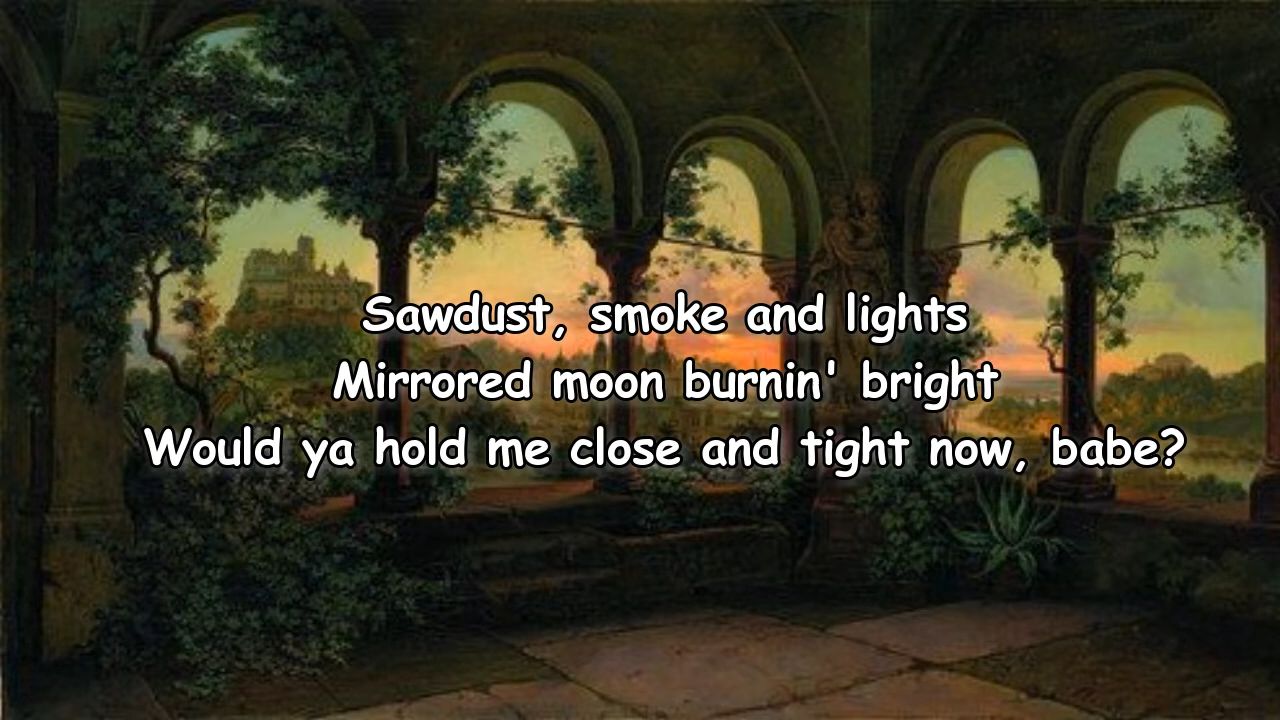 Sawdust, smoke and lights
Mirrored moon burnin' bright
Would ya hold me close and tight now, babe?